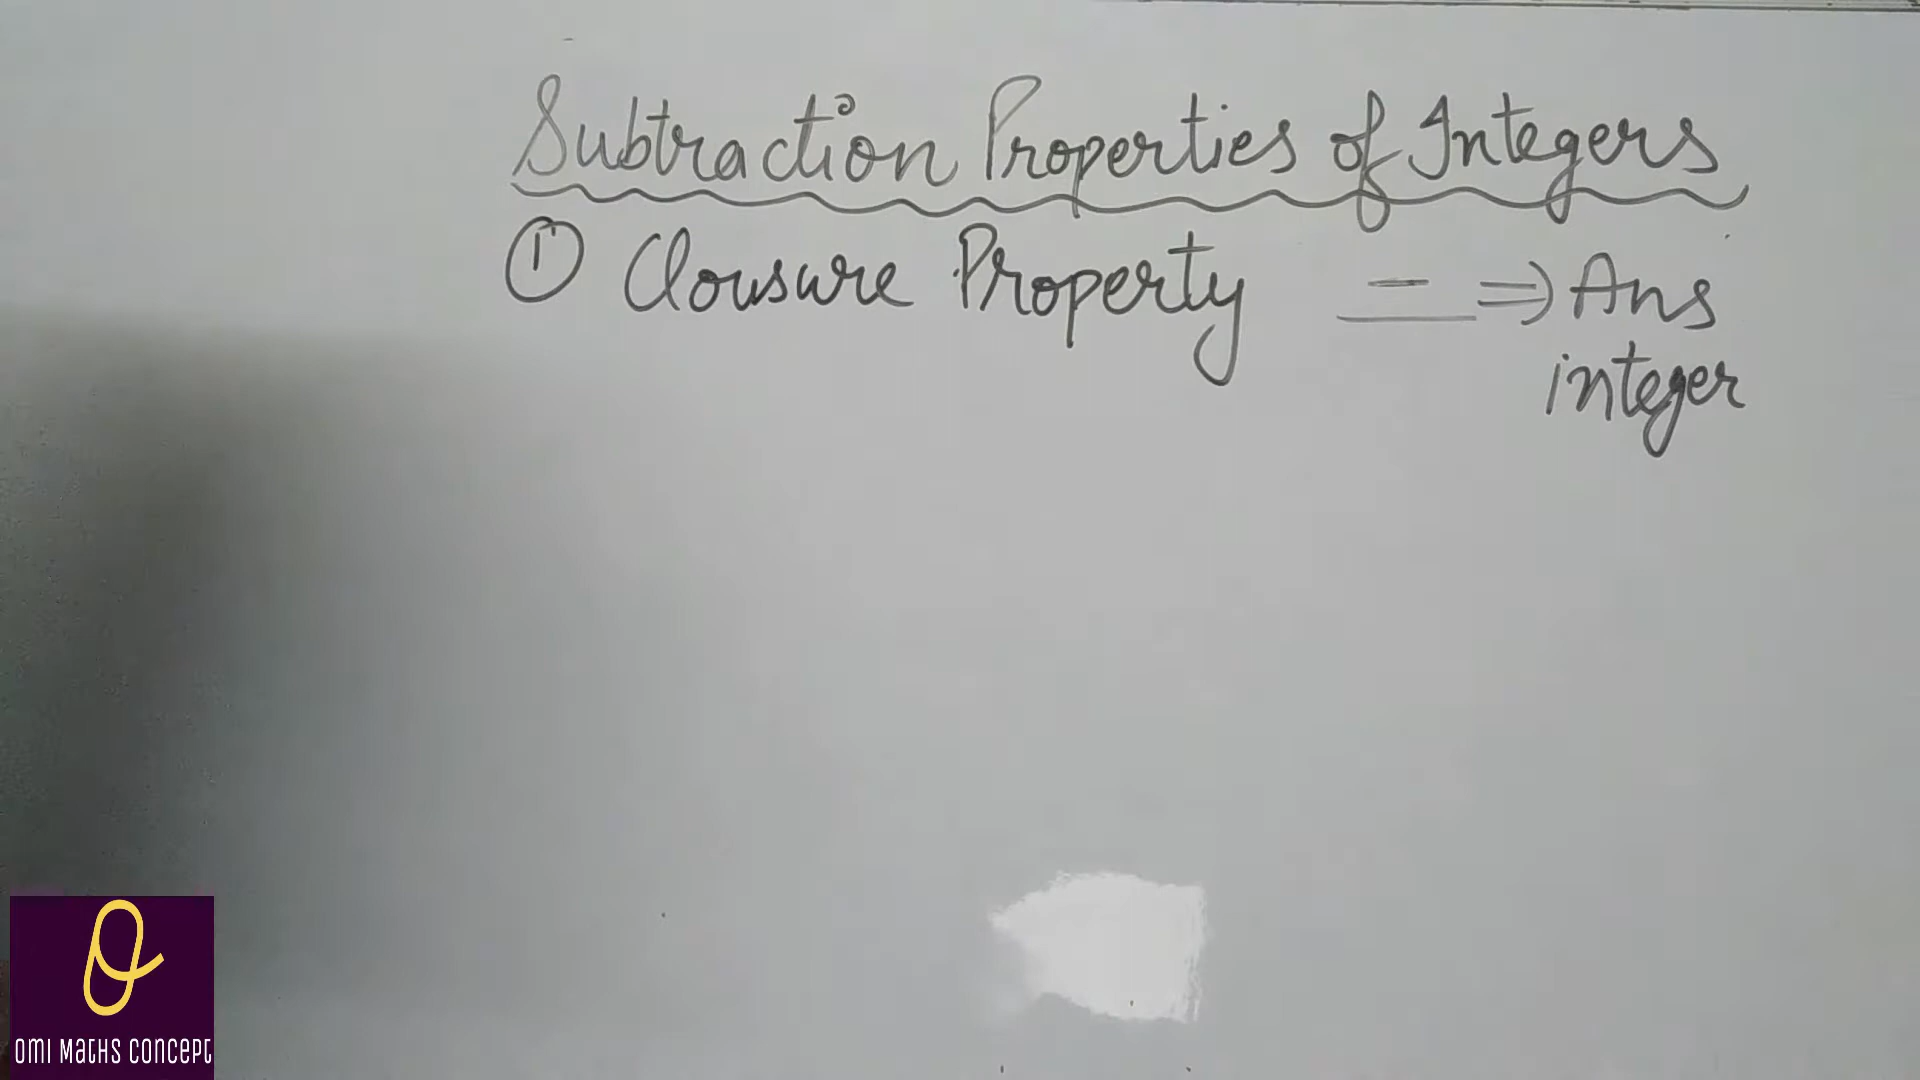 Subtraction Properties of Integers
① Clousure Property _ - _ ⇒ Ans
integer
OMI MATHS CONCEPT